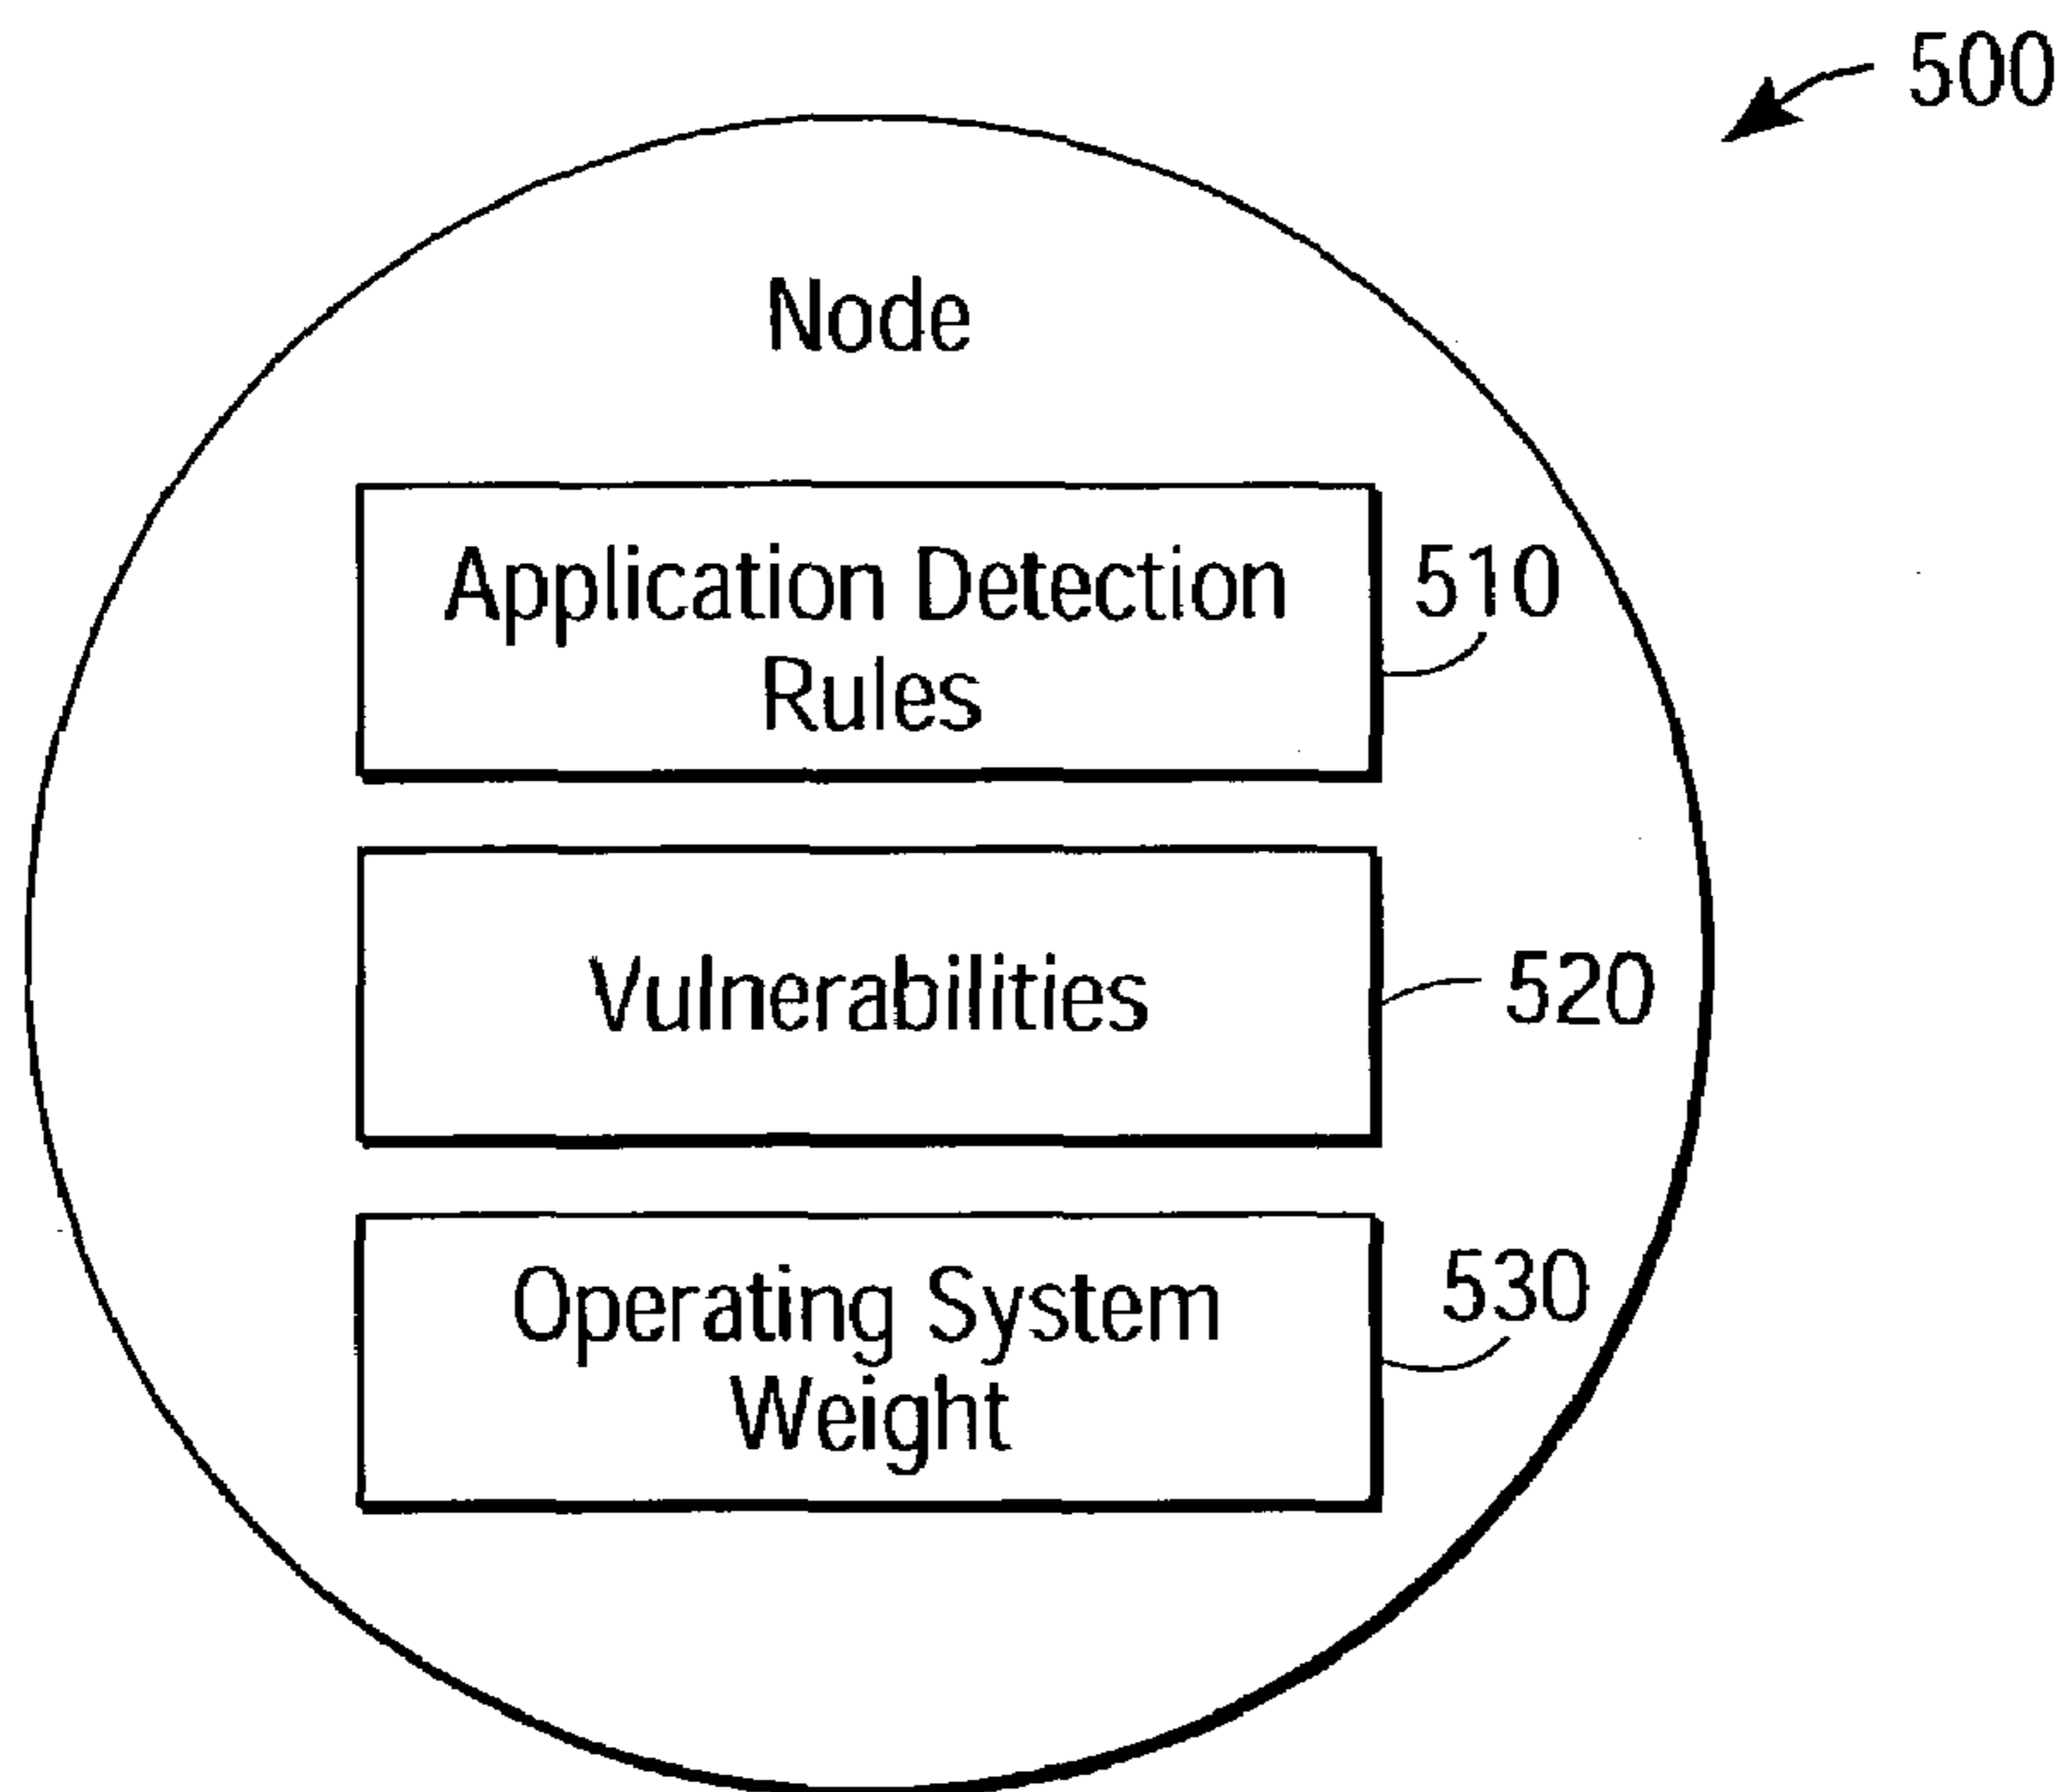 500
Node
Application Detection
Rules
510
Vulnerabilities
520
Operating System
Weight
530